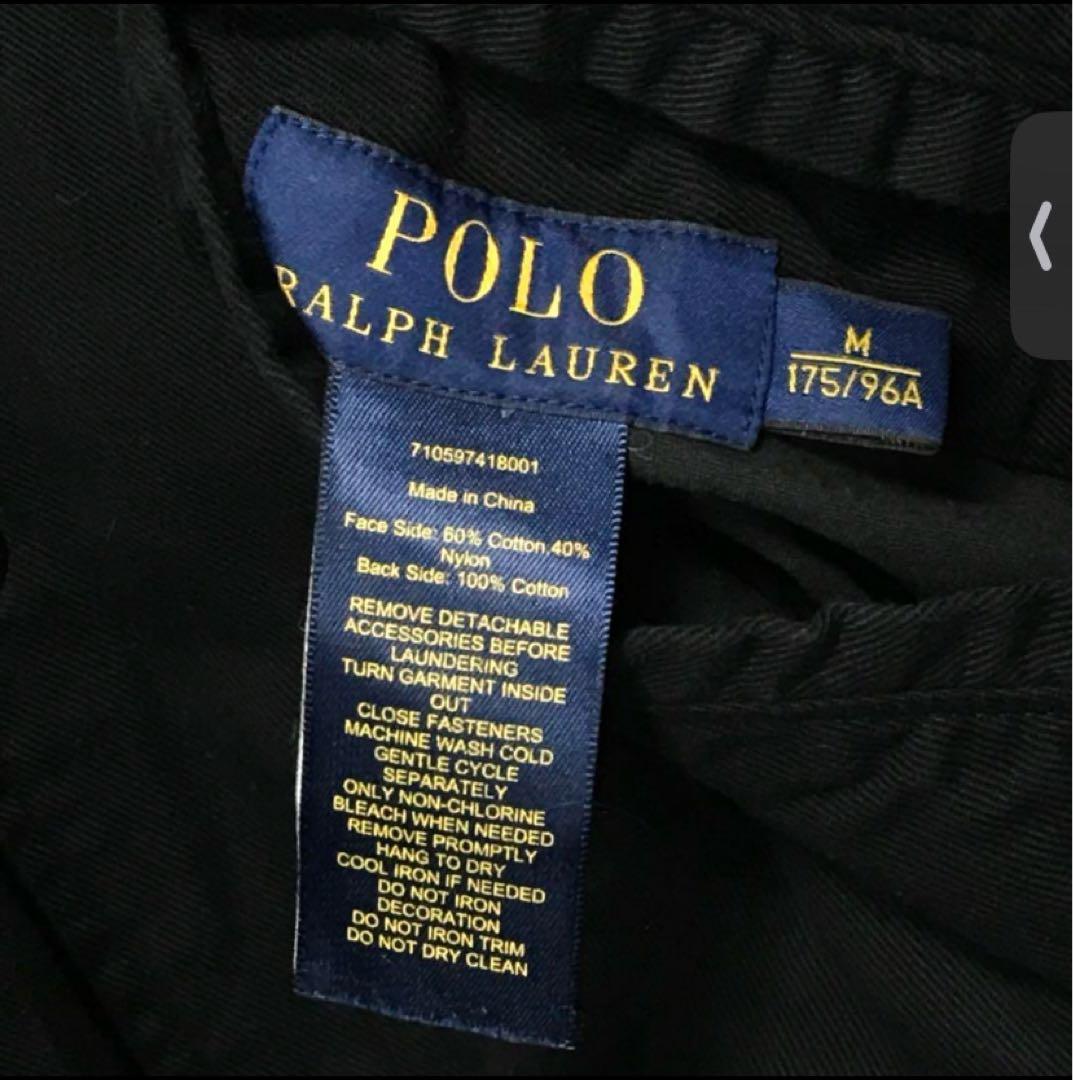 POLO
RALPH LAUREN
M
175/96A
710597418001
Made in China
Face Side: 60% Cotton 40%
Nylon
Back Side: 100% Cotton
REMOVE DETACHABLE
ACCESSORIES BEFORE
LAUNDERING
TURN GARMENT INSIDE
OUT
CLOSE FASTENERS
MACHINE WASH COLD
GENTLE CYCLE
SEPARATELY
ONLY NON-CHLORINE
BLEACH WHEN NEEDED
REMOVE PROMPTLY
HANG TO DRY
COOL IRON IF NEEDED
DO NOT IRON
DECORATION
DO NOT IRON TRIM
DO NOT DRY CLEAN